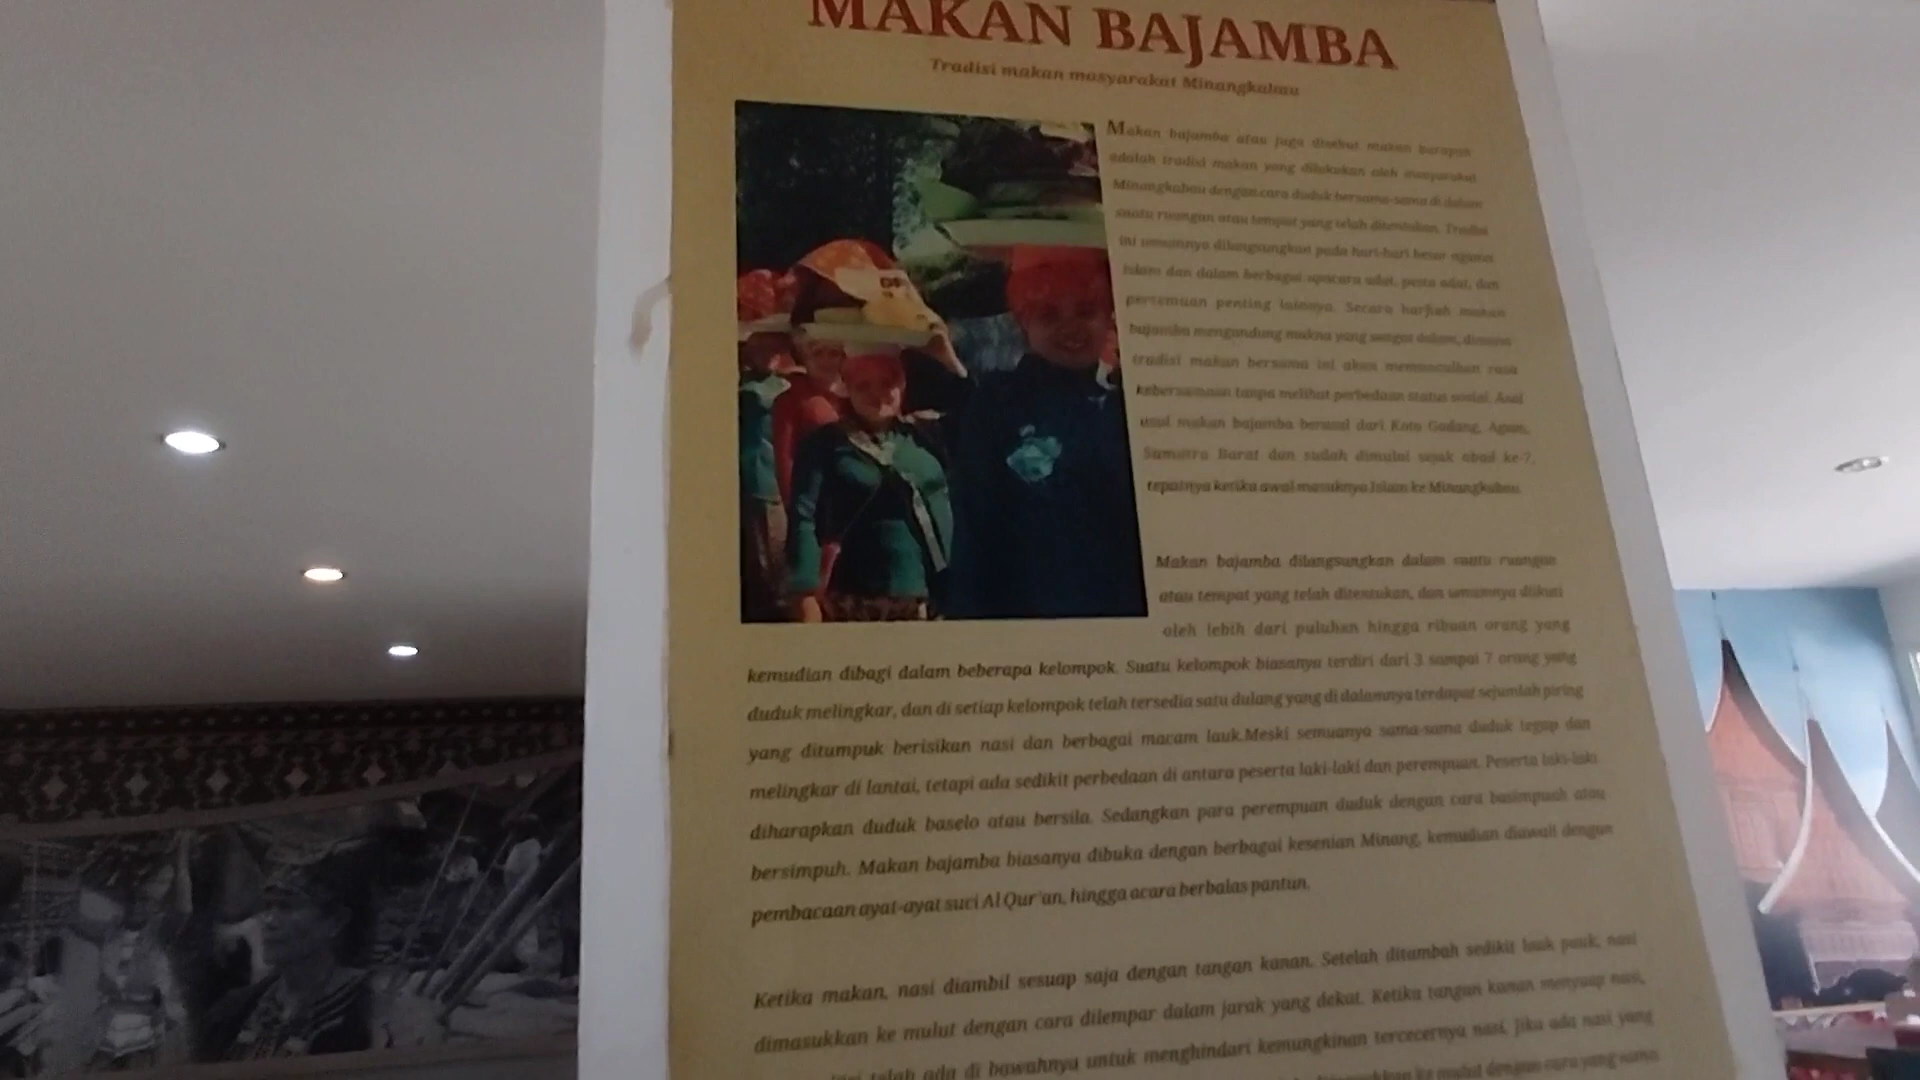 MAKAN BAJAMBA
Tradisi makan masyarakat Minangkabau
Makan bajamba atau juga disebut makan barapak
adalah tradisi makan yang dilakukan oleh masyarakat
Minangkabau dengan cara duduk bersama-sama di dalam
suatu ruangan atau tempat yang telah ditentukan. Tradisi
ini umumnya dilangsungkan pada hari-hari besar agama
Islam dan dalam berbagai upacara adat, pesta adat, dan
pertemuan penting lainnya. Secara harfiah makan
bajamba mengandung makna yang sangat dalam, dimana
tradisi makan bersama ini akan memunculkan rasa
kebersamaan tanpa melihat perbedaan status sosial. Asal
usul makan bajamba berasal dari Koto Gadang, Agam,
Sumatra Barat dan sudah dimulai sejak abad ke-7,
tepatnya ketika awal masuknya Islam ke Minangkabau.
Makan bajamba dilangsungkan dalam suatu ruangan
atau tempat yang telah ditentukan, dan umumnya diikuti
oleh lebih dari puluhan hingga ribuan orang yang
kemudian dibagi dalam beberapa kelompok. Suatu kelompok biasanya terdiri dari 3 sampai 7 orang yang
duduk melingkar, dan di setiap kelompok telah tersedia satu dulang yang di dalamnya terdapat sejumlah piring
yang ditumpuk berisikan nasi dan berbagai macam lauk.Meski semuanya sama-sama duduk tegap dan
melingkar di lantai, tetapi ada sedikit perbedaan di antara peserta laki-laki dan perempuan. Peserta laki-laki
diharapkan duduk baselo atau bersila. Sedangkan para perempuan duduk dengan cara basimpuah atau
bersimpuh. Makan bajamba biasanya dibuka dengan berbagai kesenian Minang, kemudian diawali dengan
pembacaan ayat-ayat suci Al Qur'an, hingga acara berbalas pantun.
Ketika makan, nasi diambil sesuap saja dengan tangan kanan. Setelah ditambah sedikit lauk pauk, nasi
dimasukkan ke mulut dengan cara dilempar dalam jarak yang dekat. Ketika tangan kanan menyuap nasi,
telah ada di bawahnya untuk menghindari kemungkinan tercecernya nasi. Jika ada nasi yang
ke mulut dengan cara yang sama